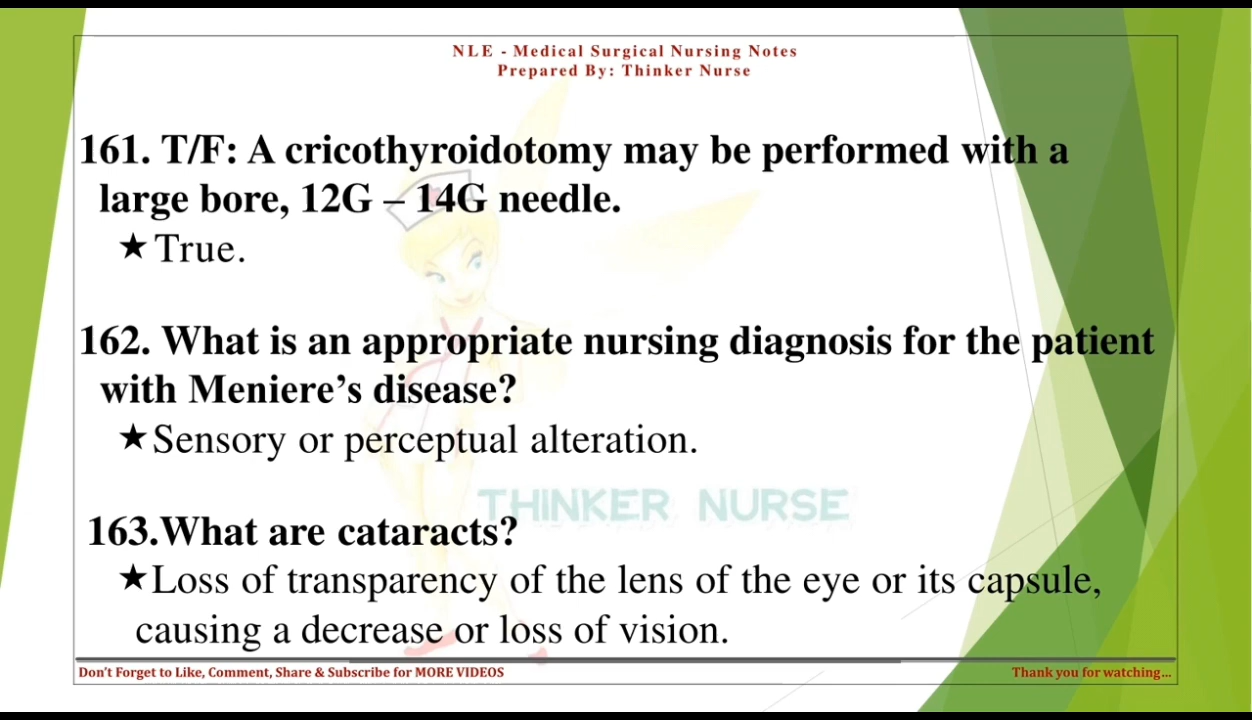 NLE - Medical Surgical Nursing Notes
Prepared By: Thinker Nurse
161. T/F: A cricothyroidotomy may be performed with a
large bore, 12G – 14G needle.
★True.
162. What is an appropriate nursing diagnosis for the patient
with Meniere’s disease?
★Sensory or perceptual alteration.
THINKER NURSE
163.What are cataracts?
★Loss of transparency of the lens of the eye or its capsule,
causing a decrease or loss of vision.
Don’t Forget to Like, Comment, Share & Subscribe for MORE VIDEOS
Thank you for watching...